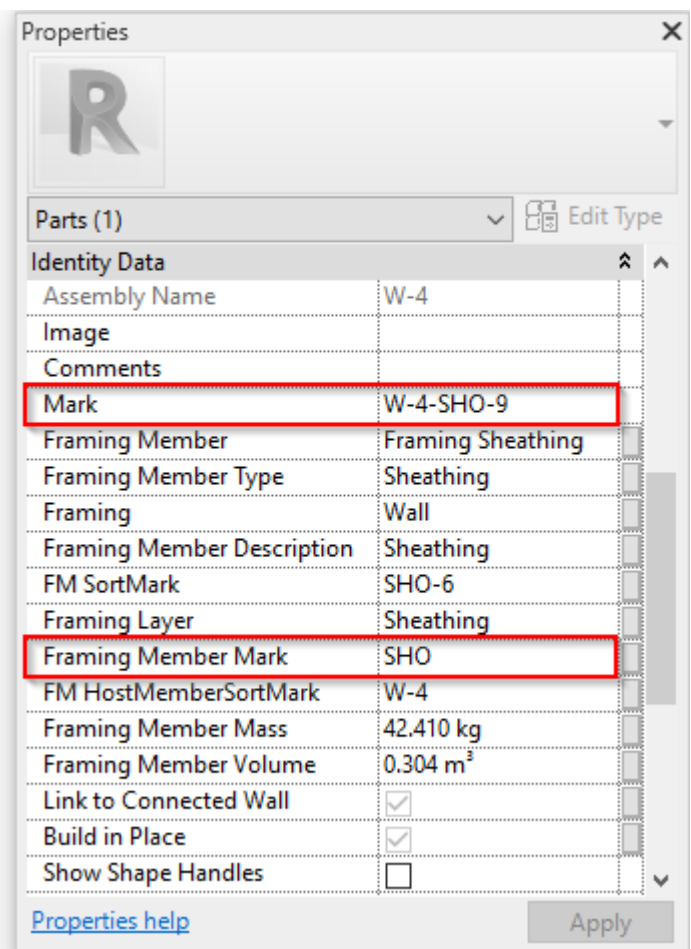 Properties
R
Parts (1) Edit Type
Identity Data
Assembly Name W-4
Image
Comments
Mark W-4-SHO-9
Framing Member Framing Sheathing
Framing Member Type Sheathing
Framing Wall
Framing Member Description Sheathing
FM SortMark SHO-6
Framing Layer Sheathing
Framing Member Mark SHO
FM HostMemberSortMark W-4
Framing Member Mass 42.410 kg
Framing Member Volume 0.304 m³
Link to Connected Wall
Build in Place
Show Shape Handles
Properties help Apply